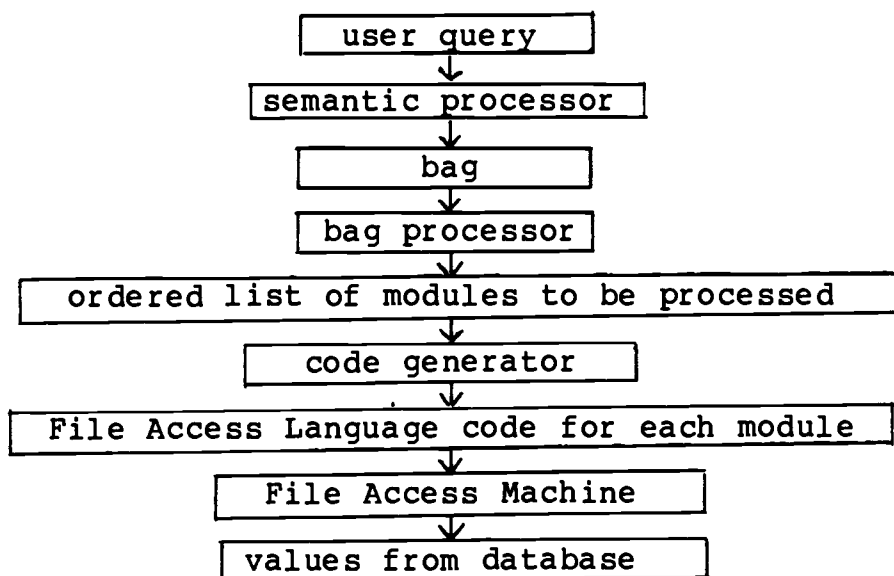 user query
semantic processor
bag
bag processor
ordered list of modules to be processed
code generator
File Access Language code for each module
File Access Machine
values from database